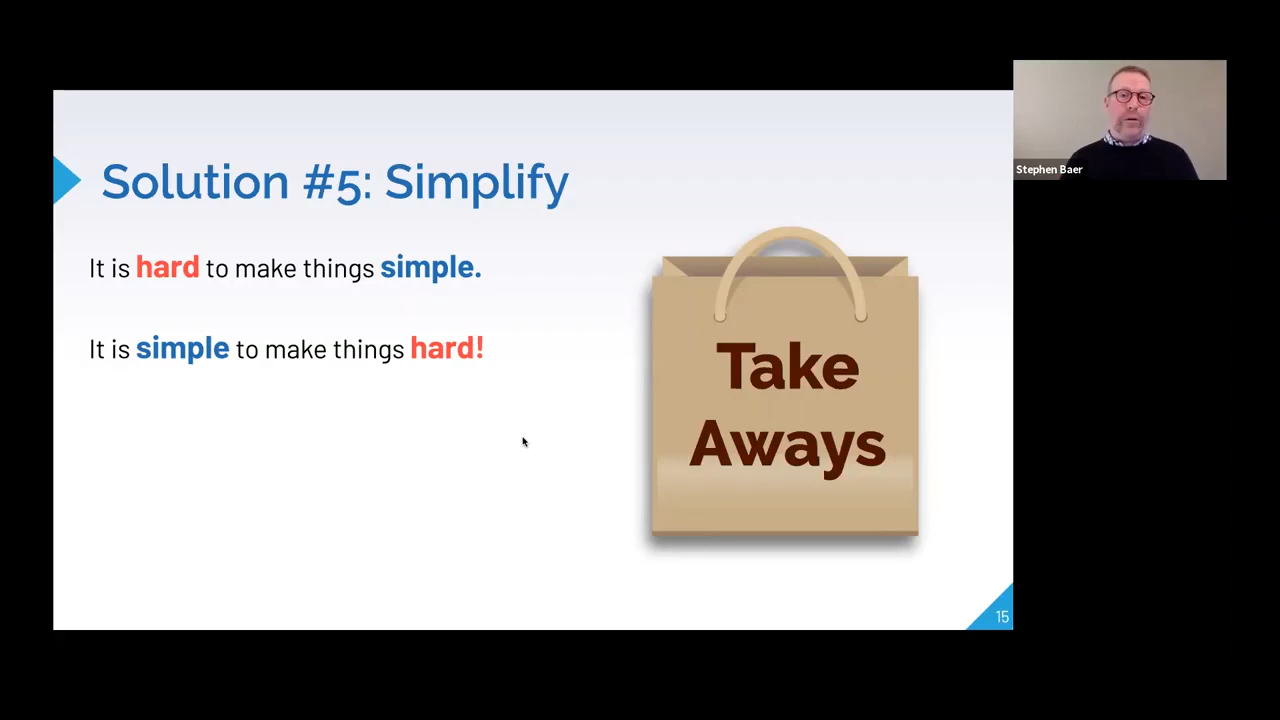 Stephen Baer
Solution #5: Simplify
It is hard to make things simple.
It is simple to make things hard!
Take
Aways
15